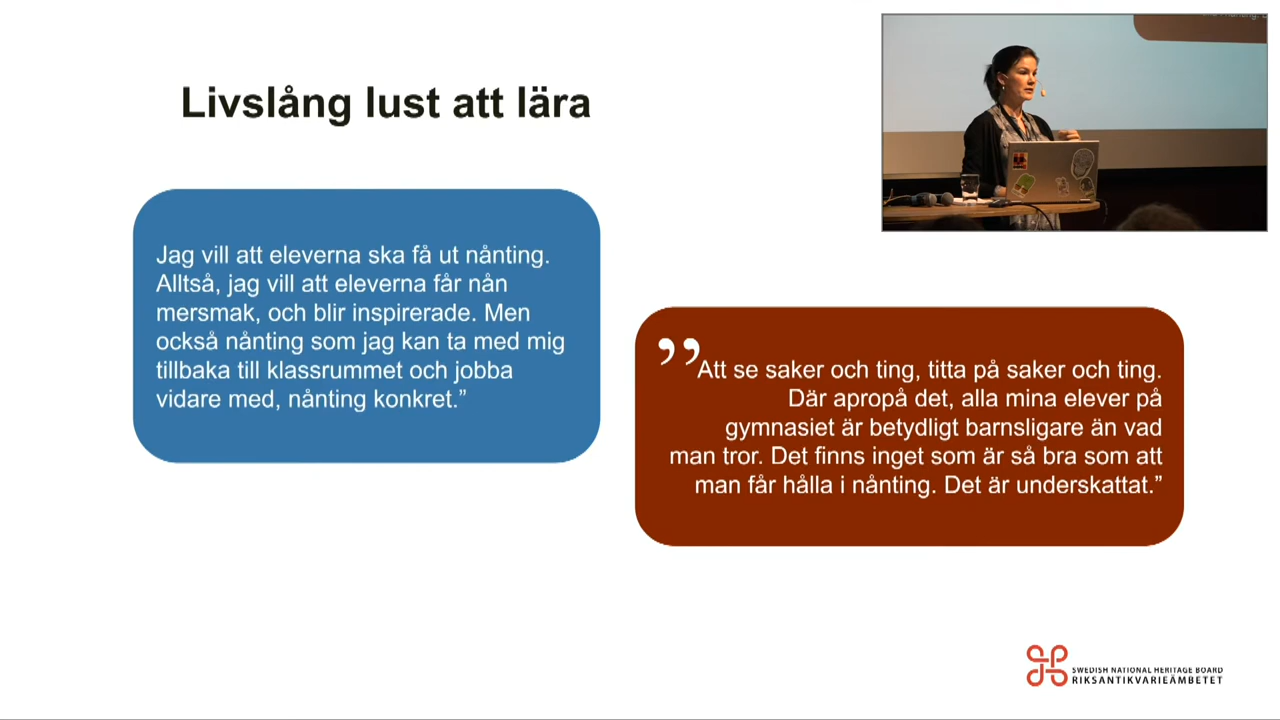 Livslång lust att lära
Jag vill att eleverna ska få ut nånting.
Alltså, jag vill att eleverna får nån
mersmak, och blir inspirerade. Men
också nånting som jag kan ta med mig
tillbaka till klassrummet och jobba
vidare med, nånting konkret.”
”Att se saker och ting, titta på saker och ting.
Där apropå det, alla mina elever på
gymnasiet är betydligt barnsligare än vad
man tror. Det finns inget som är så bra som att
man får hålla i nånting. Det är underskattat.”
SWEDISH NATIONAL HERITAGE BOARD
RIKSANTIKVARIEÄMBETET